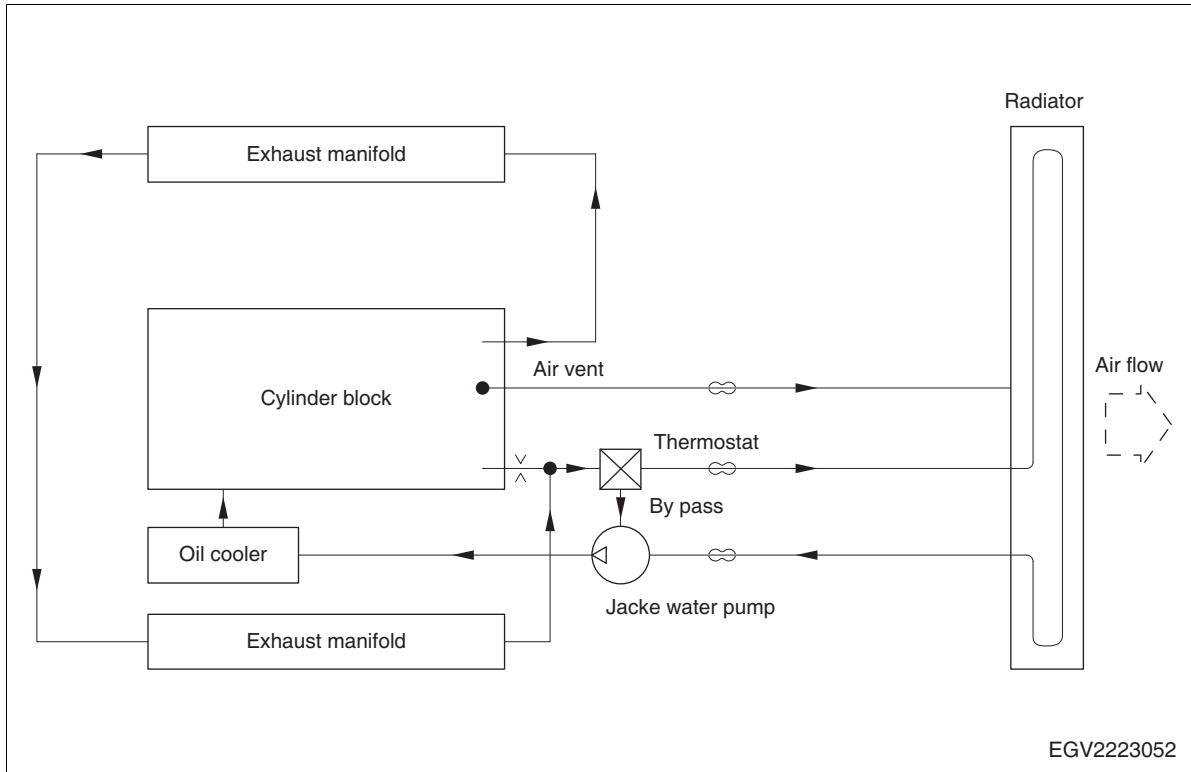 Radiator
Exhaust manifold
Air vent
Air flow
Cylinder block
Thermostat
By pass
Oil cooler
Jacke water pump
Exhaust manifold
EGV2223052